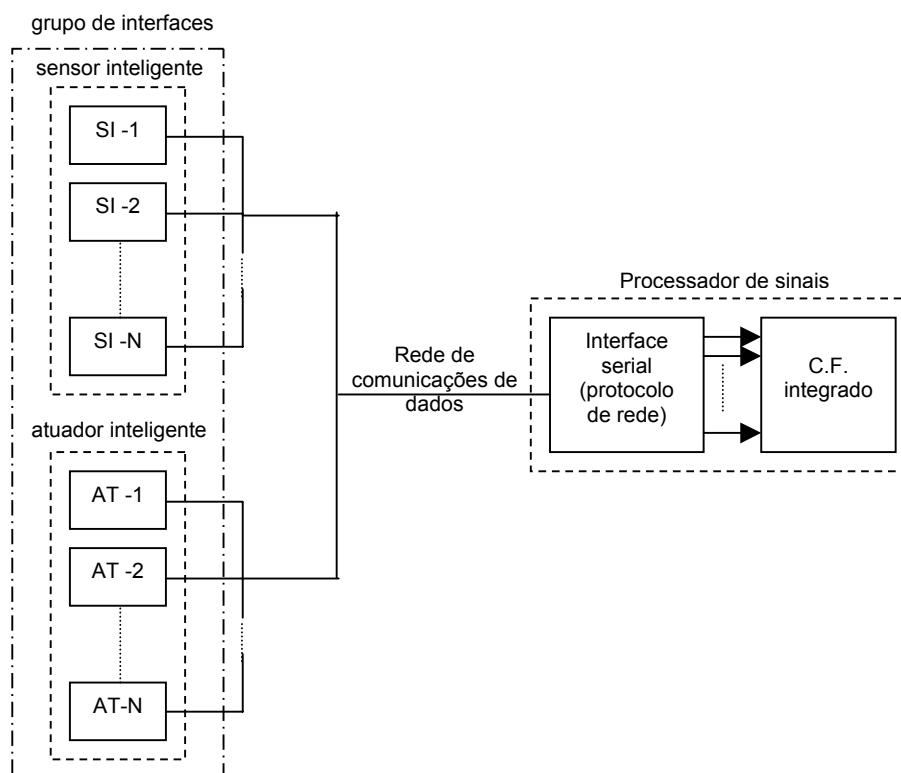 grupo de interfaces
sensor inteligente
SI -1
SI -2
SI -N
atuador inteligente
AT -1
AT -2
AT-N
Rede de
comunicações de
dados
Processador de sinais
Interface
serial
(protocolo
de rede)
C.F.
integrado